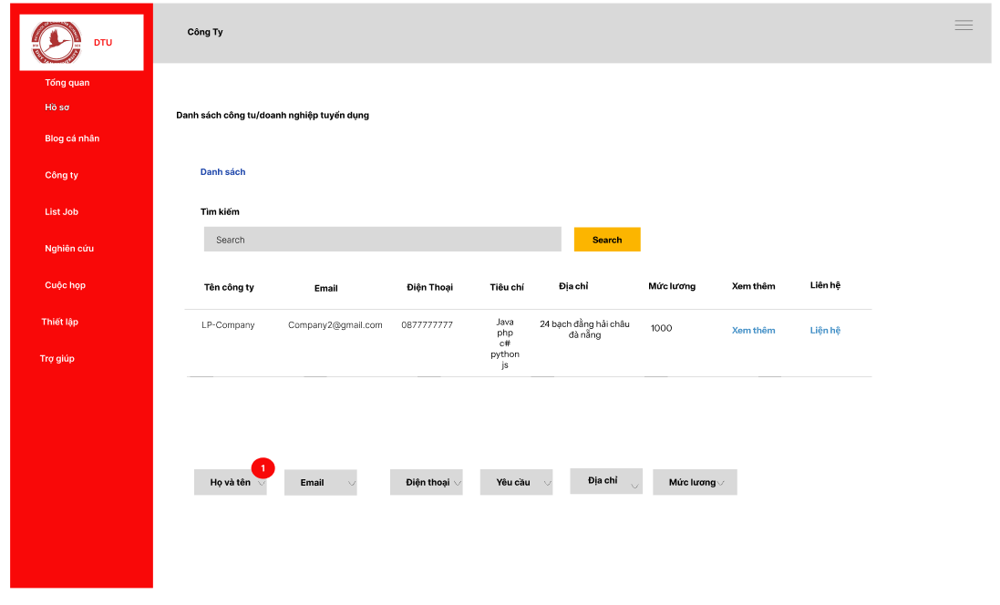 DTU
Công Ty
Tổng quan
Hồ sơ
Blog cá nhân
Công ty
List Job
Nghiên cứu
Cuộc họp
Thiết lập
Trợ giúp
Danh sách công tu/doanh nghiệp tuyển dụng
Danh sách
Tìm kiếm
Search
Search
Tên công ty Email Điện Thoại Tiêu chí Địa chỉ Mức lương Xem thêm Liên hệ
LP-Company Company2@gmail.com 0877777777 Java 24 bạch đằng hải châu 1000 Xem thêm Liện hệ
php đà nẵng
c#
python
js
1
Họ và tên Email Điện thoại Yêu cầu Địa chỉ Mức lương